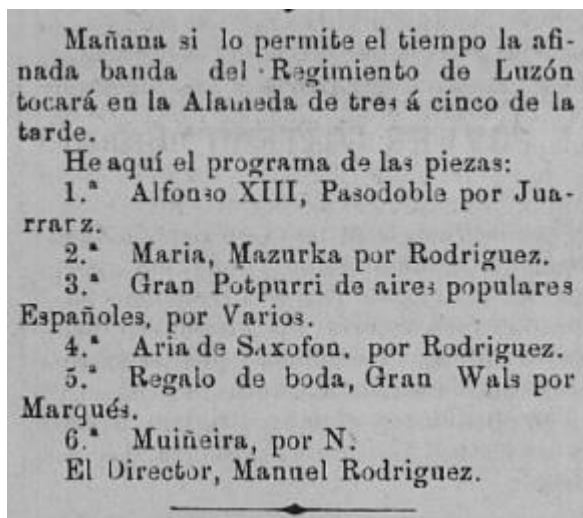 Mañana si lo permite el tiempo la afi-
nada banda del Regimiento de Luzón
tocará en la Alameda de tres á cinco de la
tarde.
He aquí el programa de las piezas:
1.ª Alfonso XIII, Pasodoble por Jua-
rrarz.
2.ª Maria, Mazurka por Rodriguez.
3.ª Gran Potpurri de aires populares
Españoles, por Varios.
4.ª Aria de Saxofon, por Rodriguez.
5.ª Regalo de boda, Gran Wals por
Marqués.
6.ª Muiñeira, por N.
El Director, Manuel Rodriguez.